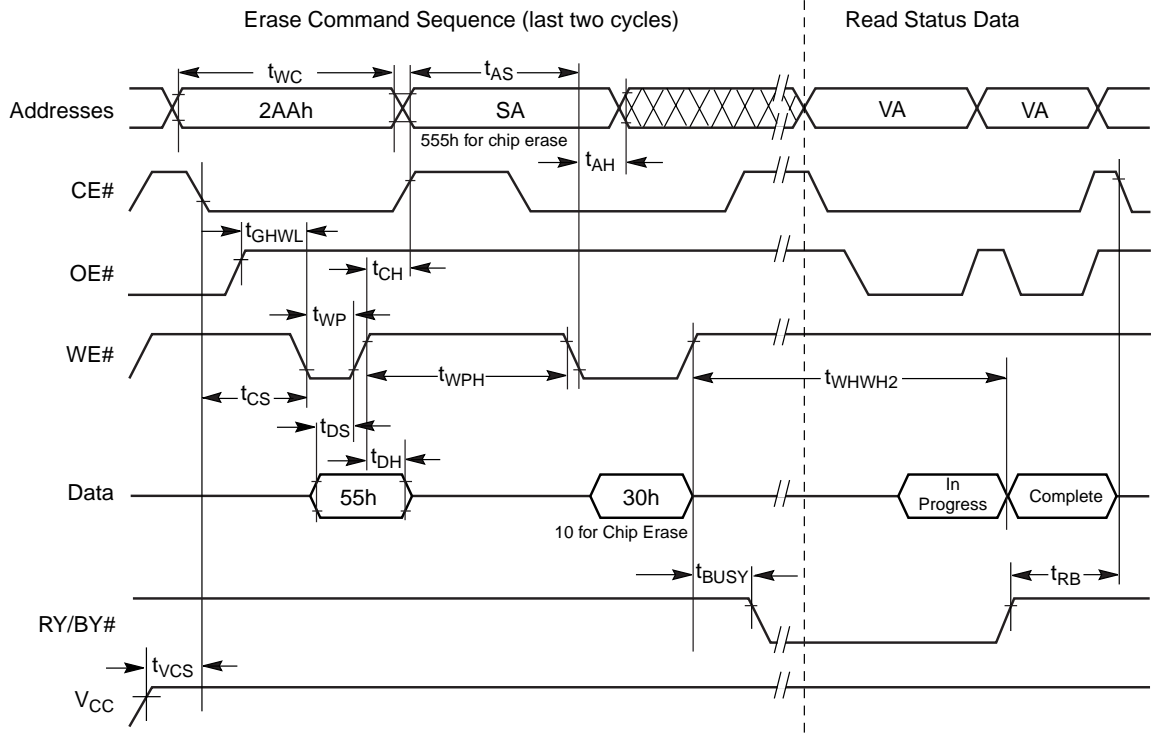 Erase Command Sequence (last two cycles)
Read Status Data
Addresses
tWC
tAS
2AAh
SA
VA
VA
555h for chip erase
tAH
CE#
tGHWL
OE#
tCH
tWP
WE#
tWPH
tWHWH2
tCS
tDS
tDH
Data
55h
30h
In
Progress
Complete
10 for Chip Erase
tBUSY
tRB
RY/BY#
tVCS
VCC